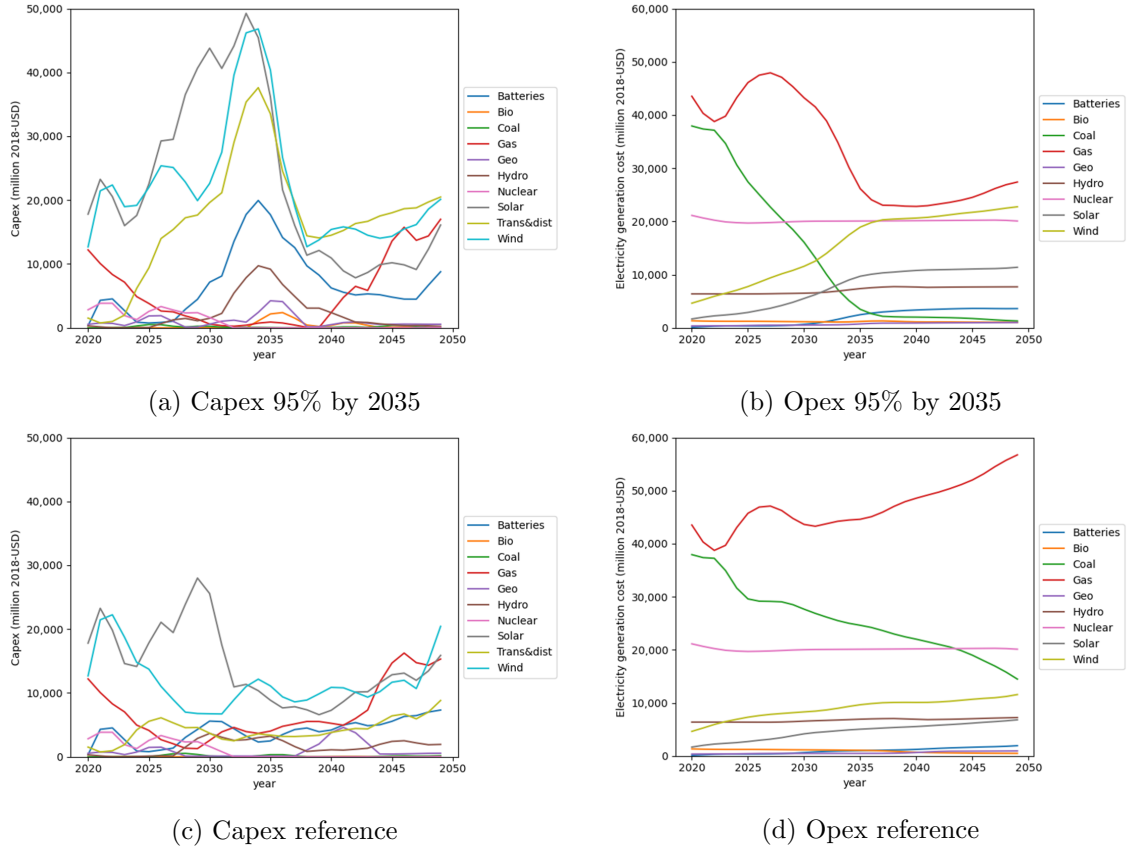 50,000
40,000
30,000
20,000
10,000
0
Capex (million 2018-USD)
2020 2025 2030 2035 2040 2045 2050
year
Batteries
Bio
Coal
Gas
Geo
Hydro
Nuclear
Solar
Trans&dist
Wind
(a) Capex 95% by 2035
60,000
50,000
40,000
30,000
20,000
10,000
0
Electricity generation cost (million 2018-USD)
2020 2025 2030 2035 2040 2045 2050
year
Batteries
Bio
Coal
Gas
Geo
Hydro
Nuclear
Solar
Wind
(b) Opex 95% by 2035
50,000
40,000
30,000
20,000
10,000
0
Capex (million 2018-USD)
2020 2025 2030 2035 2040 2045 2050
year
Batteries
Bio
Coal
Gas
Geo
Hydro
Nuclear
Solar
Trans&dist
Wind
(c) Capex reference
60,000
50,000
40,000
30,000
20,000
10,000
0
Electricity generation cost (million 2018-USD)
2020 2025 2030 2035 2040 2045 2050
year
Batteries
Bio
Coal
Gas
Geo
Hydro
Nuclear
Solar
Wind
(d) Opex reference